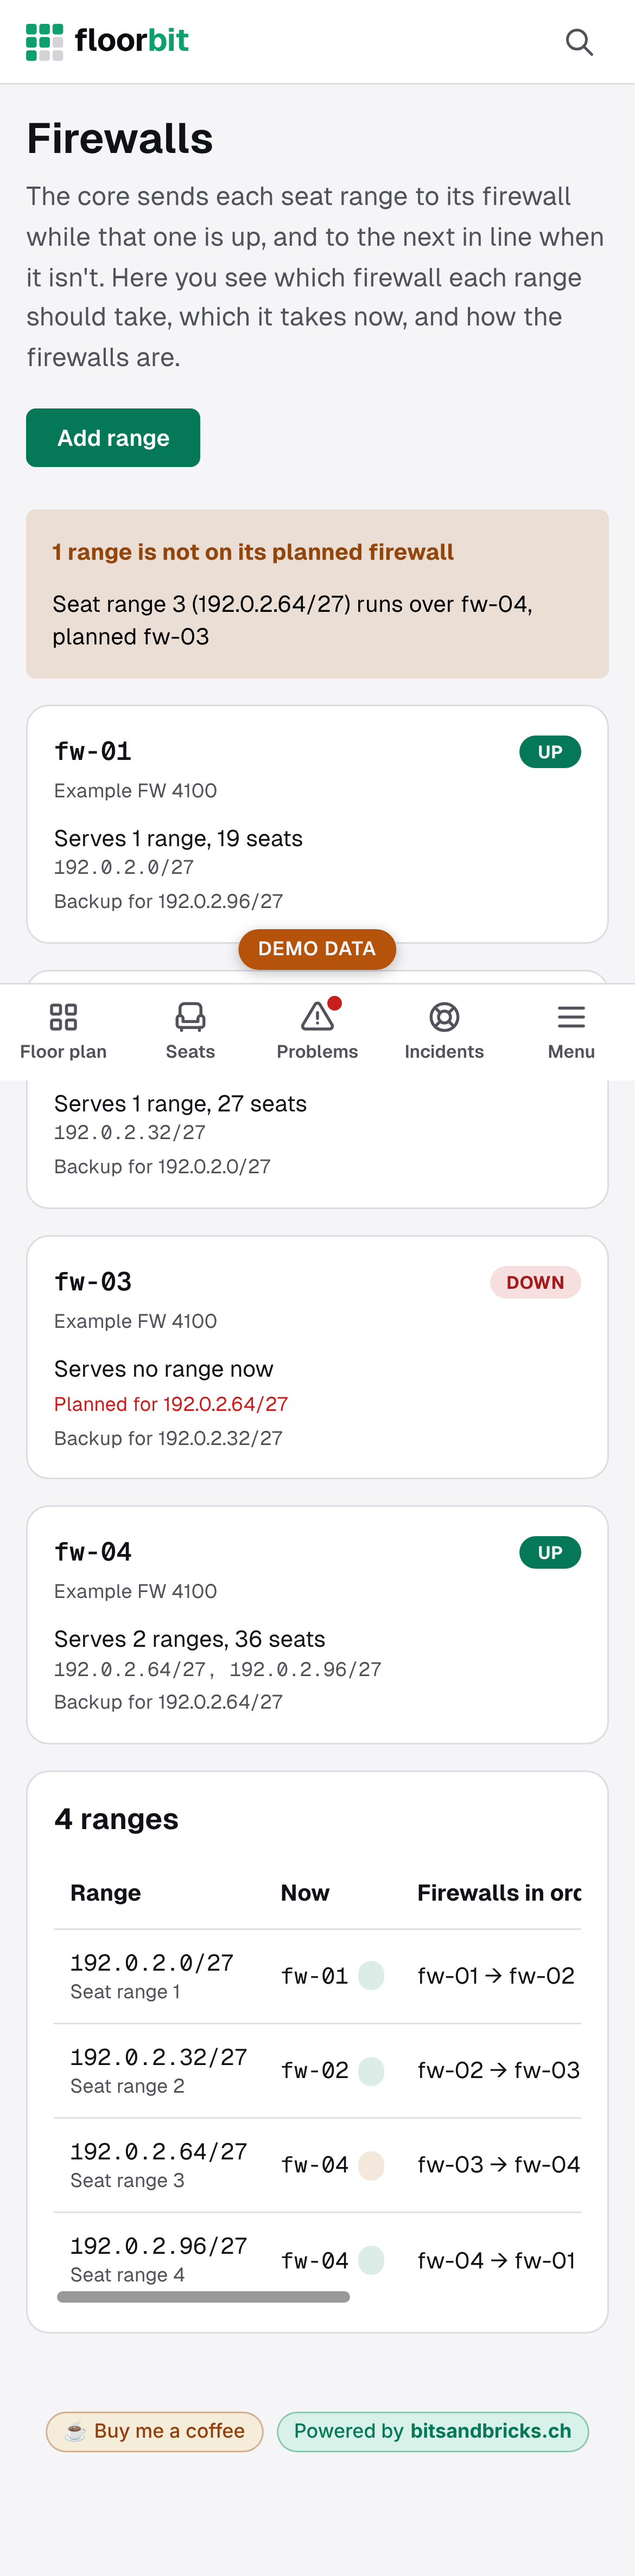 floorbit
Firewalls
The core sends each seat range to its firewall
while that one is up, and to the next in line when
it isn't. Here you see which firewall each range
should take, which it takes now, and how the
firewalls are.
Add range
1 range is not on its planned firewall
Seat range 3 (192.0.2.64/27) runs over fw-04,
planned fw-03
fw-01
UP
Example FW 4100
Serves 1 range, 19 seats
192.0.2.0/27
Backup for 192.0.2.96/27
DEMO DATA
Floor plan
Seats
Problems
Incidents
Menu
Serves 1 range, 27 seats
192.0.2.32/27
Backup for 192.0.2.0/27
fw-03
DOWN
Example FW 4100
Serves no range now
Planned for 192.0.2.64/27
Backup for 192.0.2.32/27
fw-04
UP
Example FW 4100
Serves 2 ranges, 36 seats
192.0.2.64/27, 192.0.2.96/27
Backup for 192.0.2.64/27
4 ranges
Range Now Firewalls in
192.0.2.0/27 fw-01 fw-01 → fw-02
Seat range 1
192.0.2.32/27 fw-02 fw-02 → fw-03
Seat range 2
192.0.2.64/27 fw-04 fw-03 → fw-04
Seat range 3
192.0.2.96/27 fw-04 fw-04 → fw-01
Seat range 4
☕ Buy me a coffee
Powered by bitsandbricks.ch